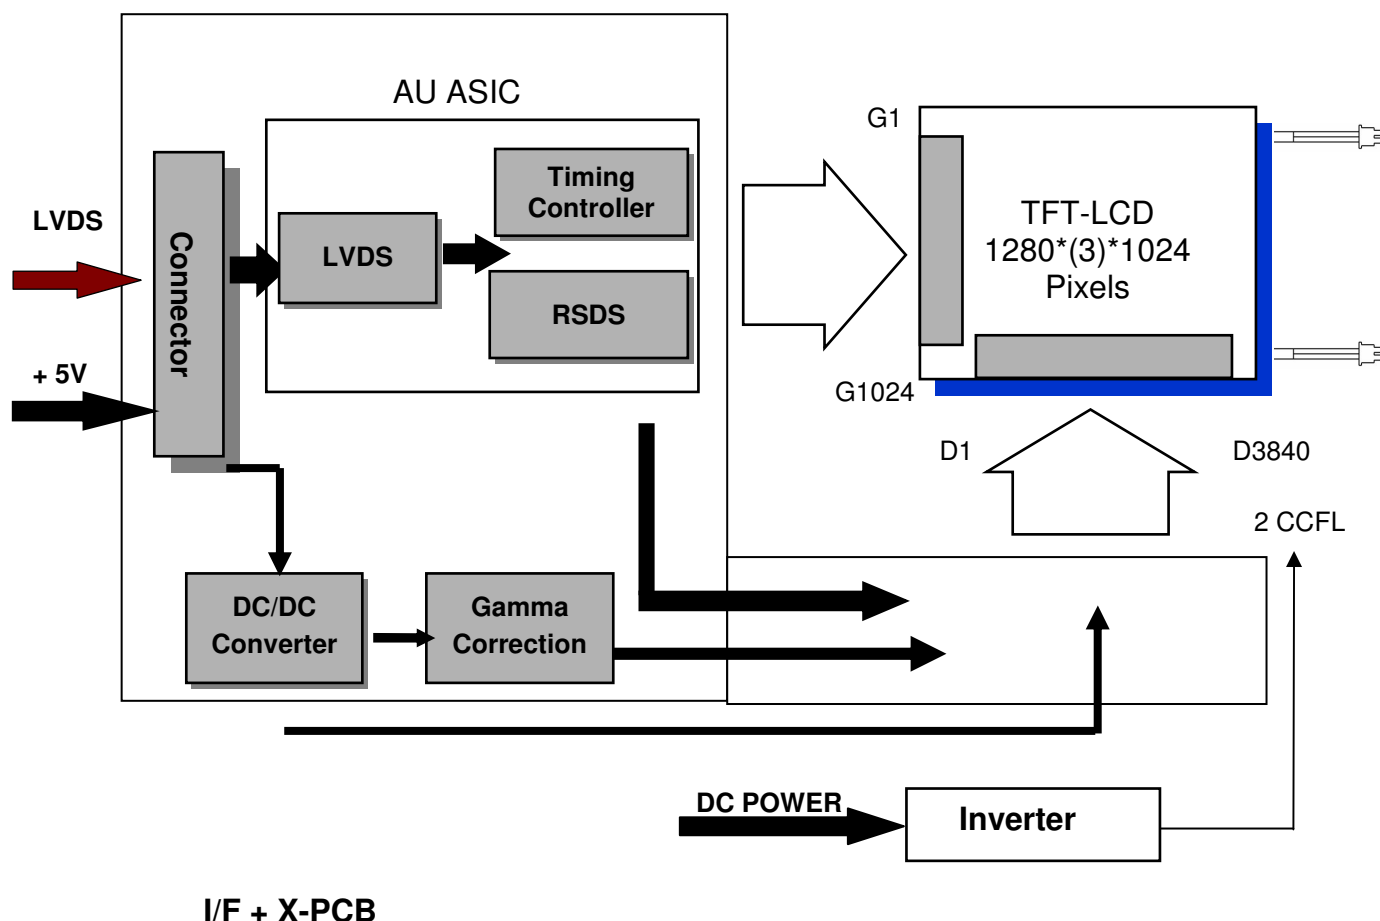 AU ASIC
G1
Timing
Controller
LVDS
Connector
LVDS
TFT-LCD
1280*(3)*1024
Pixels
RSDS
+ 5V
G1024
D1
D3840
2 CCFL
DC/DC
Converter
Gamma
Correction
DC POWER
Inverter
I/F + X-PCB